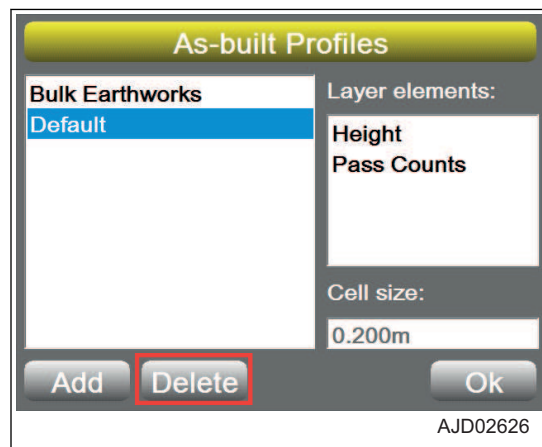 As-built Profiles
Bulk Earthworks
Default
Layer elements:
Height
Pass Counts
Cell size:
0.200m
Add
Delete
Ok
AJD02626